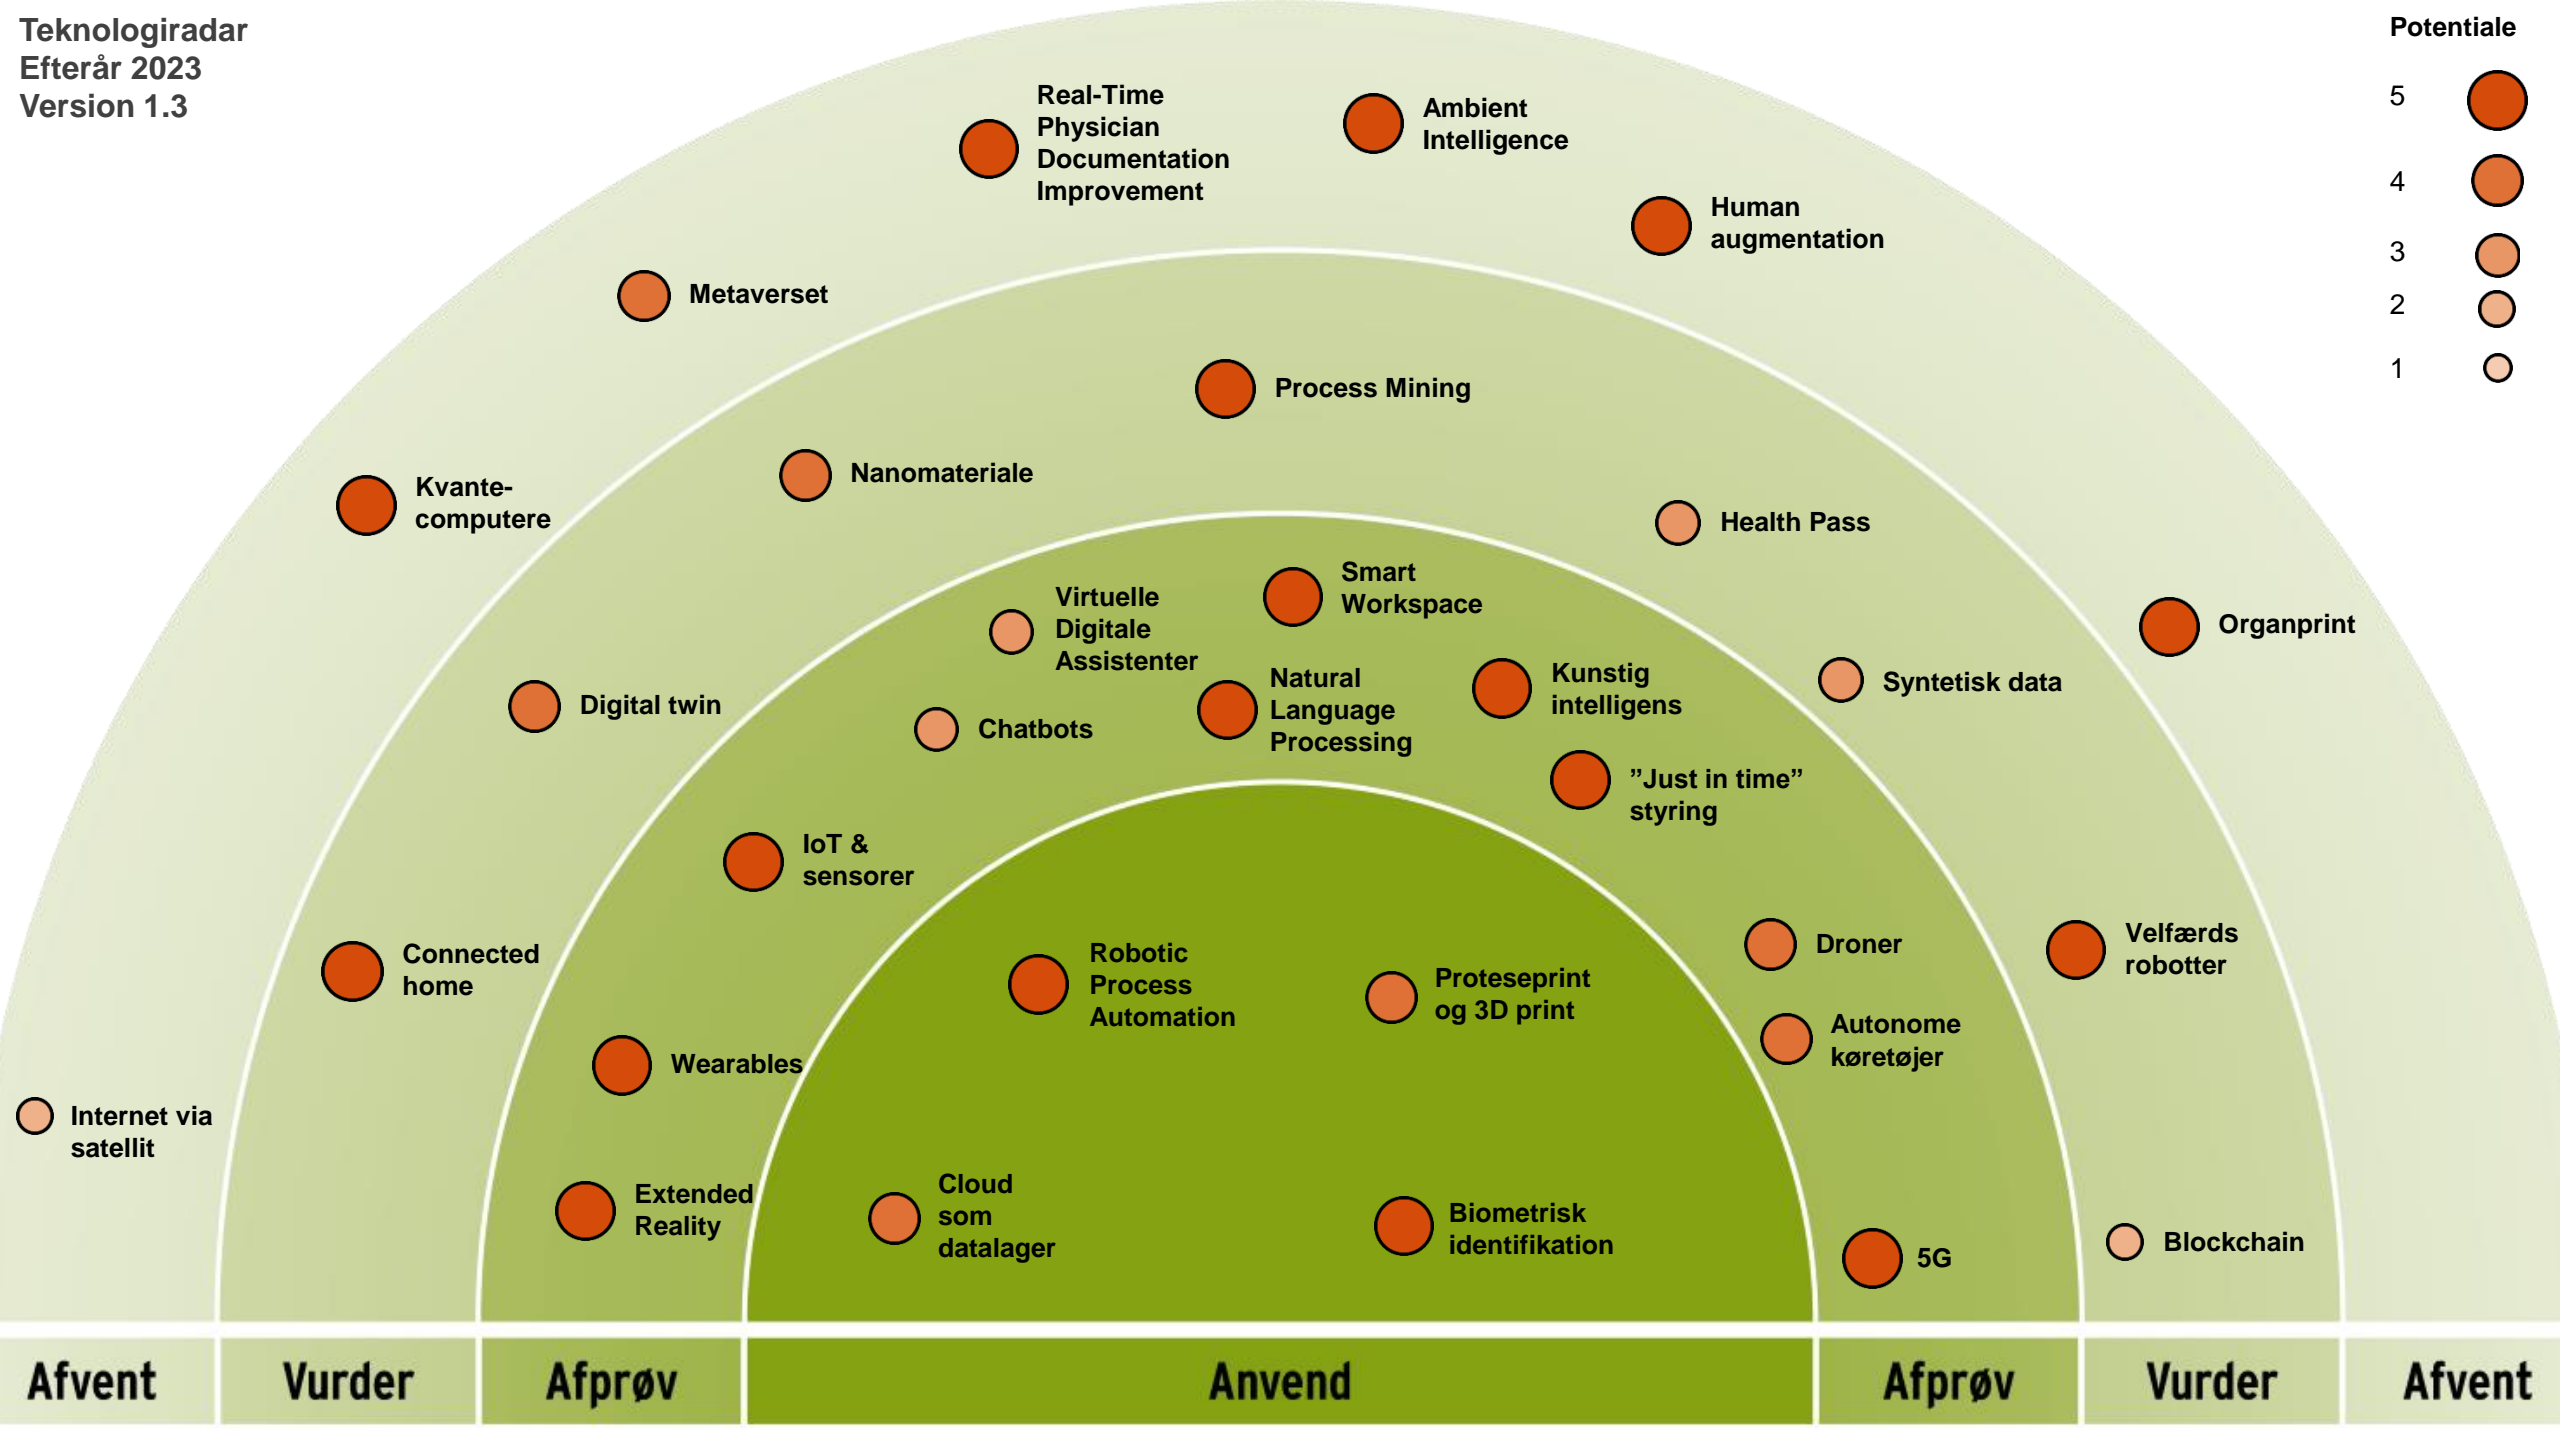 Teknologiradar
Efterår 2023
Version 1.3
Potentiale
5
4
3
2
1
Real-Time
Physician
Documentation
Improvement
Ambient
Intelligence
Human
augmentation
Metaverset
Process Mining
Nanomateriale
Kvante-
computere
Health Pass
Smart
Workspace
Virtuelle
Digitale
Assistenter
Organprint
Natural
Language
Processing
Kunstig
intelligens
Syntetisk data
Digital twin
Chatbots
”Just in time”
styring
IoT &
sensorer
Connected
home
Robotic
Process
Automation
Proteseprint
og 3D print
Droner
Velfærds
robotter
Autonome
køretøjer
Wearables
Internet via
satellit
Extended
Reality
Cloud
som
datalager
Biometrisk
identifikation
5G
Blockchain
Afvent
Vurder
Afprøv
Anvend
Afprøv
Vurder
Afvent